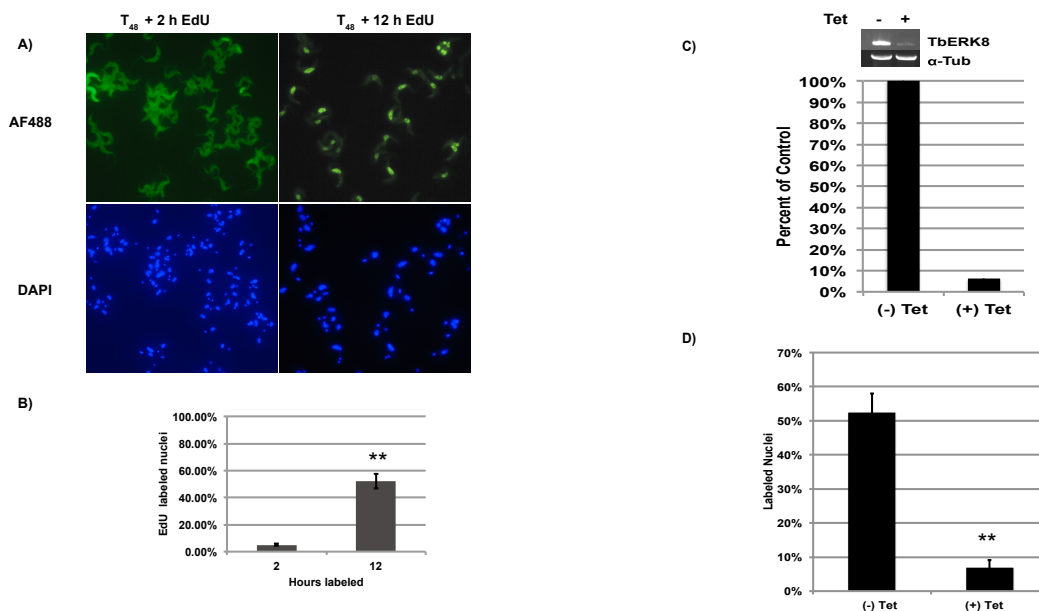 T48 + 2 h EdU
T48 + 12 h EdU
A)
AF488
DAPI
B)
EdU labeled nuclei
100.00%
80.00%
60.00%
40.00%
20.00%
0.00%
**
2
12
Hours labeled
C)
Tet - +
TbERK8
α-Tub
Percent of Control
100%
90%
80%
70%
60%
50%
40%
30%
20%
10%
0%
(-) Tet
(+) Tet
D)
Labeled Nuclei
70%
60%
50%
40%
30%
20%
10%
0%
**
(-) Tet
(+) Tet